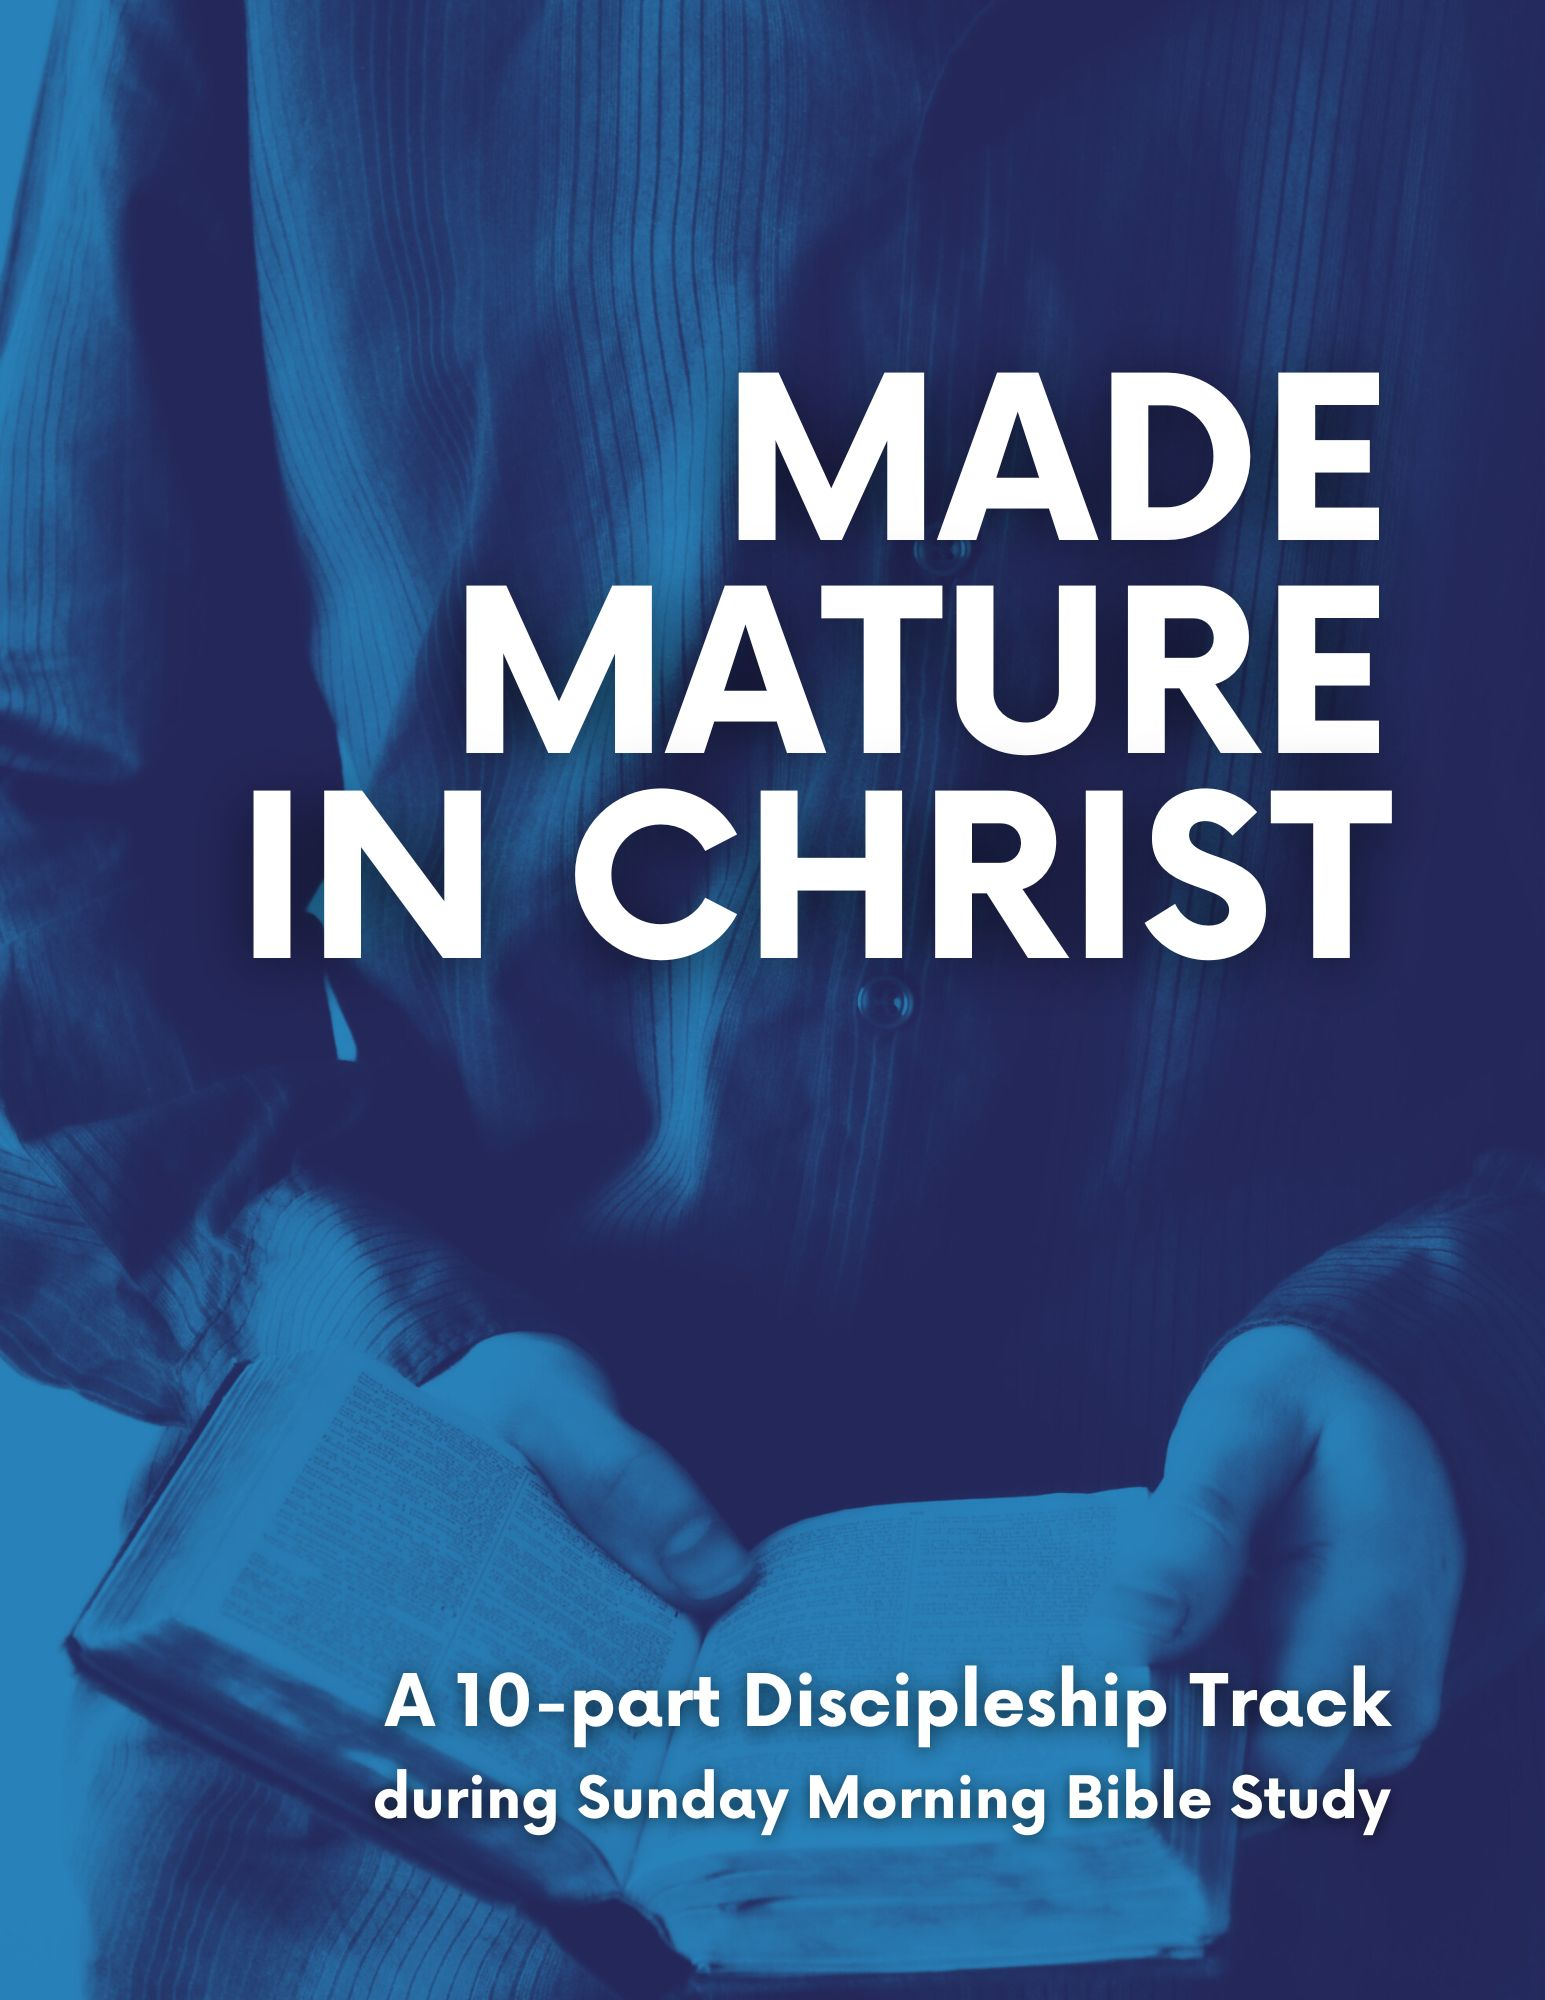 MADE
MATURE
IN CHRIST
A 10-part Discipleship Track
during Sunday Morning Bible Study